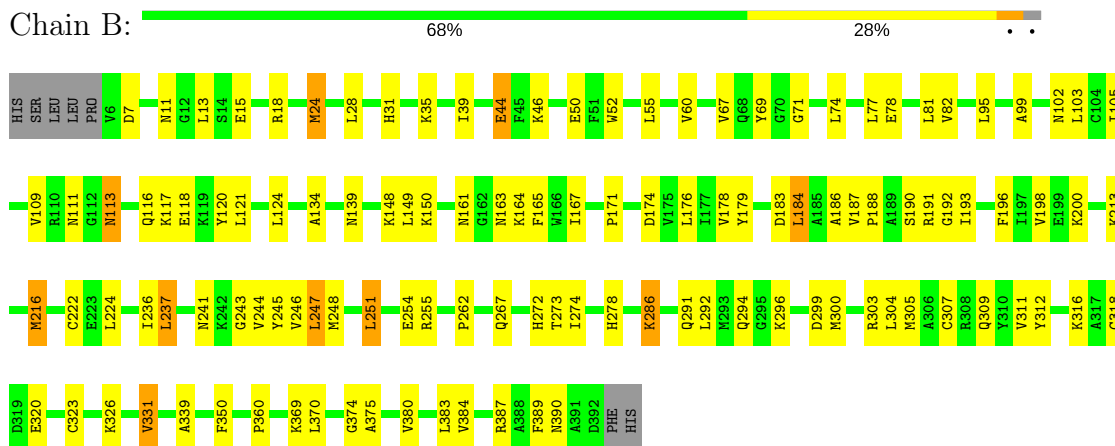 Chain B:
68% 28% • •
HIS SER LEU LEU PRO V6 D7 N11 G12 L13 S14 E15 R18 M24 L28 H31 K35 I39 E44 F45 K46 E50 F51 W52 L55 V60 V67 Q68 Y69 G70 G71 L74 L77 E78 L81 V82 L95 A99 N102 L103 C104 I105
V109 R110 N111 G112 N113 Q116 K117 E118 K119 Y120 L121 L124 A134 N139 K148 L149 K150 N161 G162 N163 K164 F165 W166 I167 P171 D174 V175 L176 I177 V178 Y179 D183 L184 A185 A186 V187 P188 A189 S190 R191 G192 I193 F196 I197 V198 E199 K200 K213
M216 C222 E223 L224 I236 L237 N241 K242 G243 V244 Y245 V246 L247 M248 L251 E254 R255 P262 Q267 H272 T273 I274 H278 K286 Q291 L292 M293 Q294 G295 K296 D299 M300 R303 L304 M305 A306 C307 R308 Q309 Y310 V311 Y312 K316 A317 C318
D319 E320 C323 K326 V331 A339 F350 P360 K369 L370 G374 A375 V380 L383 V384 R387 A388 F389 N390 A391 D392 PHE HIS